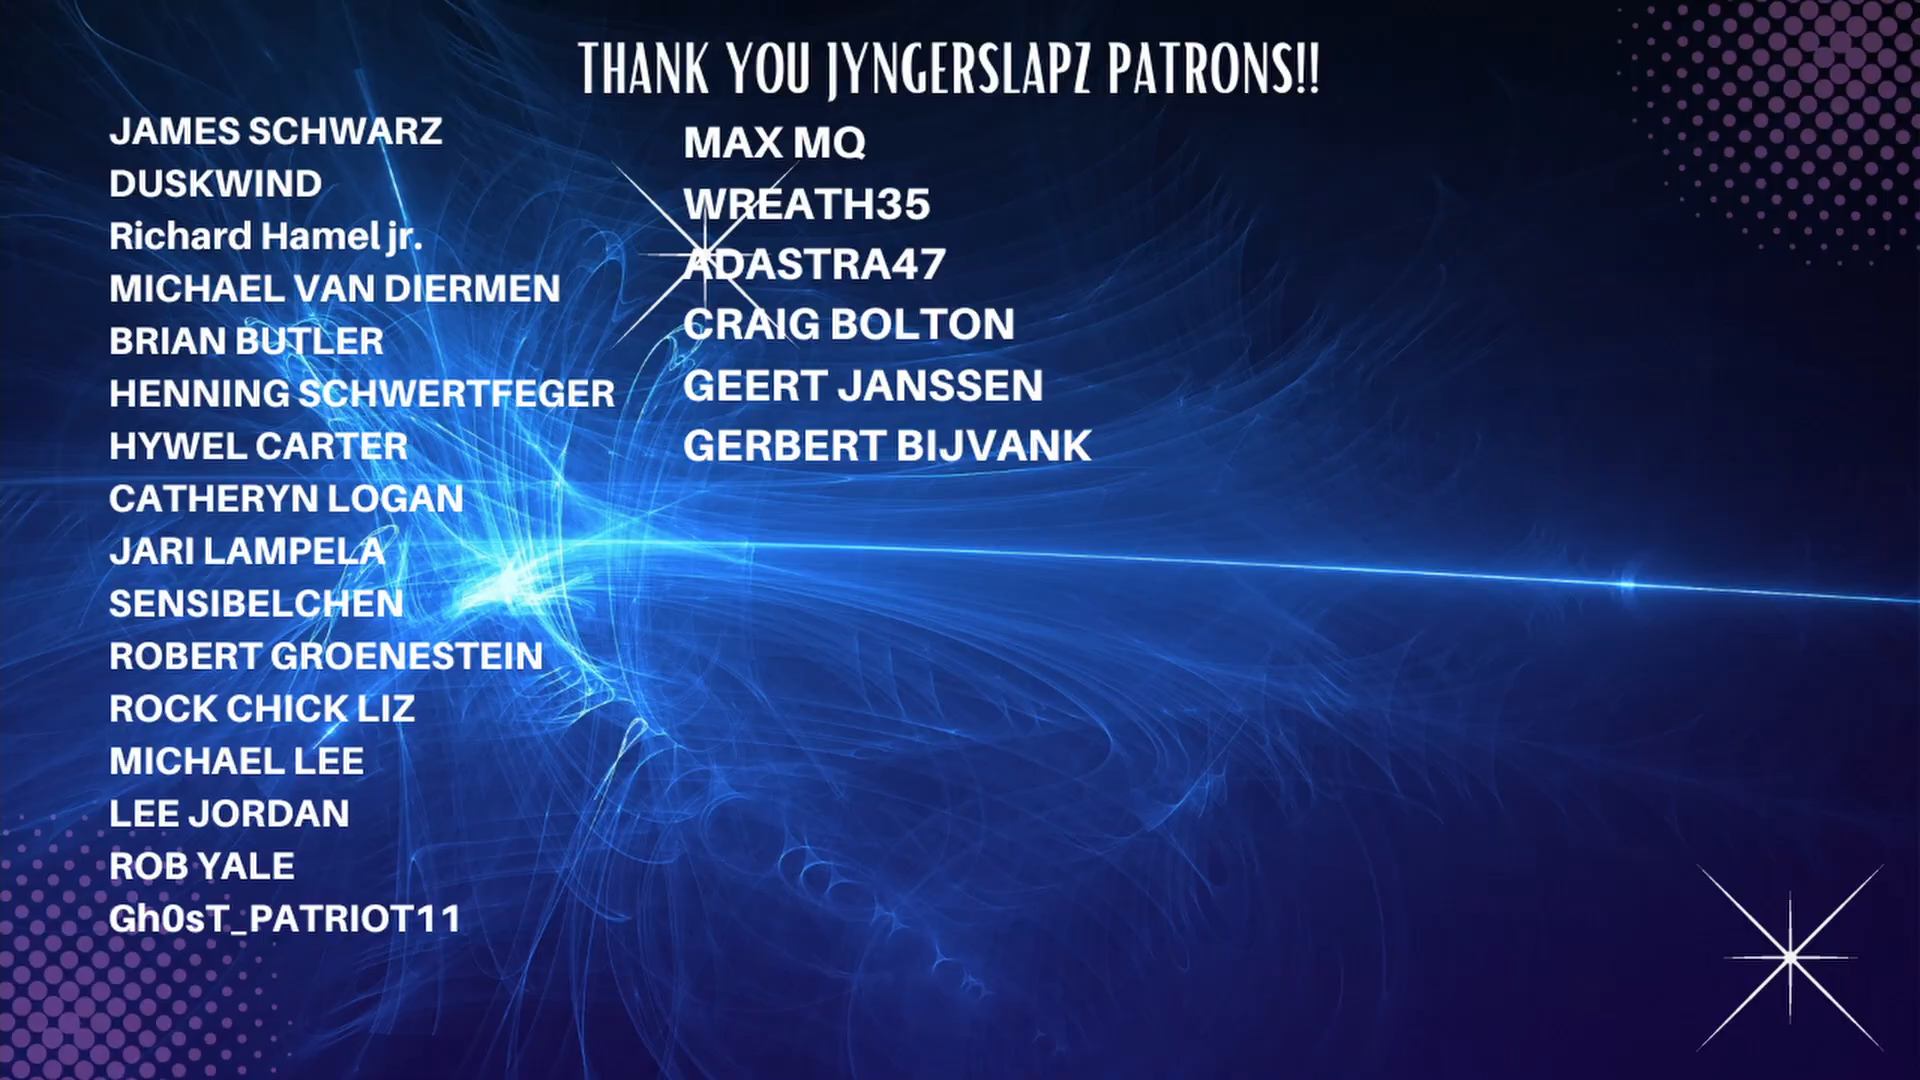 THANK YOU JYNGERSLAPZ PATRONS!!
JAMES SCHWARZ
DUSKWIND
Richard Hamel jr.
MICHAEL VAN DIERMEN
BRIAN BUTLER
HENNING SCHWERTFEGER
HYWEL CARTER
CATHERYN LOGAN
JARI LAMPELA
SENSIBELCHEN
ROBERT GROENESTEIN
ROCK CHICK LIZ
MICHAEL LEE
LEE JORDAN
ROB YALE
Gh0sT_PATRIOT11
MAX MQ
WREATH35
ADASTRA47
CRAIG BOLTON
GEERT JANSSEN
GERBERT BIJVANK